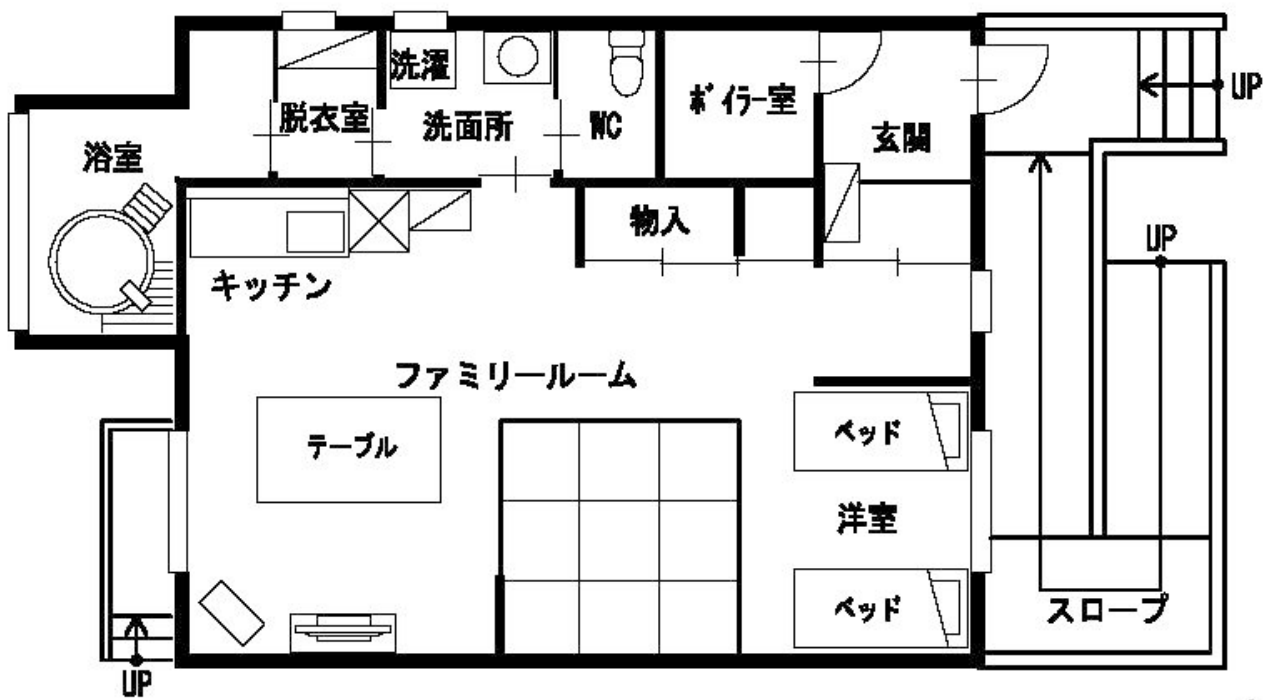 洗濯
脱衣室
洗面所
WC
ボイラー室
玄関
UP
浴室
物入
UP
キッチン
ファミリールーム
テーブル
ベッド
洋室
ベッド
スロープ
UP